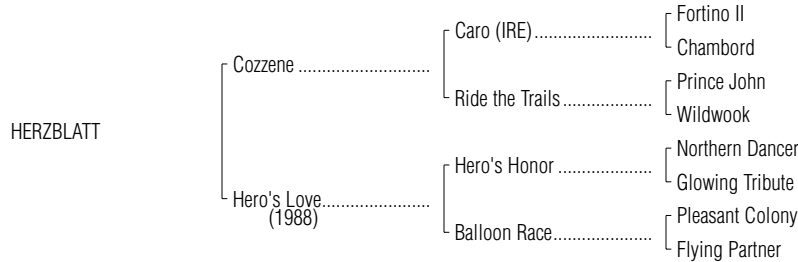 Fortino II
Caro (IRE)..........................
Chambord
Cozzene ............................
Prince John
Ride the Trails....................
Wildwook
HERZBLATT
Northern Dancer
Hero's Honor .....................
Glowing Tribute
Hero's Love.......................
(1988)
Pleasant Colony
Balloon Race......................
Flying Partner